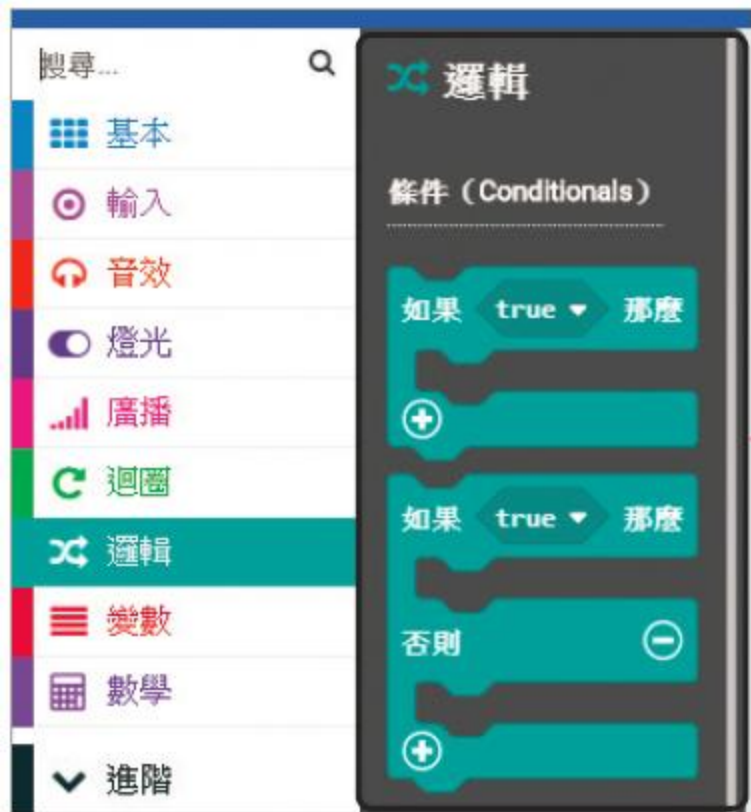 搜尋...
基本
輸入
音效
燈光
廣播
迴圈
邏輯
變數
數學
進階
邏輯
條件（Conditionals）
如果 true 那麼
如果 true 那麼
否則